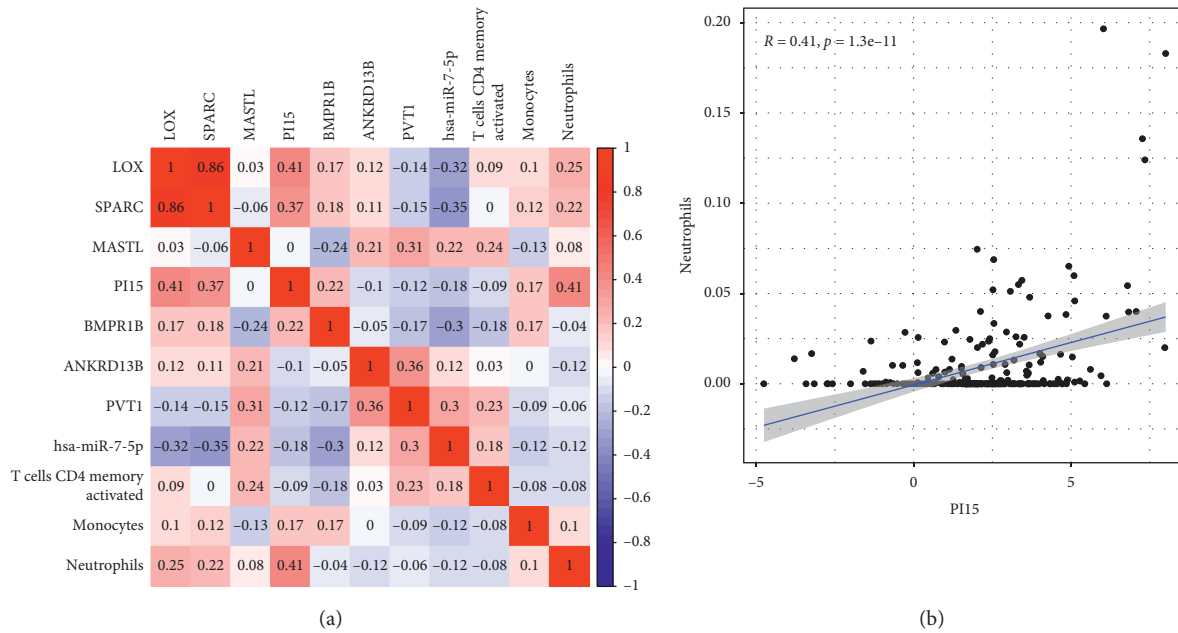 LOX
SPARC
MASTL
PI15
BMPR1B
ANKRD13B
PVT1
hsa-miR-7-5p
T cells CD4 memory
activated
Monocytes
Neutrophils
LOX 1 0.86 0.03 0.41 0.17 0.12 −0.14 −0.32 0.09 0.1 0.25
SPARC 0.86 1 −0.06 0.37 0.18 0.11 −0.15 −0.35 0 0.12 0.22
MASTL 0.03 −0.06 1 0 −0.24 0.21 0.31 0.22 0.24 −0.13 0.08
PI15 0.41 0.37 0 1 0.22 −0.1 −0.12 −0.18 −0.09 0.17 0.41
BMPR1B 0.17 0.18 −0.24 0.22 1 −0.05 −0.17 −0.3 −0.18 0.17 −0.04
ANKRD13B 0.12 0.11 0.21 −0.1 −0.05 1 0.36 0.12 0.03 0 −0.12
PVT1 −0.14 −0.15 0.31 −0.12 −0.17 0.36 1 0.3 0.23 −0.09 −0.06
hsa-miR-7-5p −0.32 −0.35 0.22 −0.18 −0.3 0.12 0.3 1 0.18 −0.12 −0.12
T cells CD4 memory
activated 0.09 0 0.24 −0.09 −0.18 0.03 0.23 0.18 1 −0.08 −0.08
Monocytes 0.1 0.12 −0.13 0.17 0.17 0 −0.09 −0.12 −0.08 1 0.1
Neutrophils 0.25 0.22 0.08 0.41 −0.04 −0.12 −0.06 −0.12 −0.08 0.1 1
1
0.8
0.6
0.4
0.2
0
−0.2
−0.4
−0.6
−0.8
−1
(a)
R = 0.41, p = 1.3e–11
Neutrophils
0.20
0.15
0.10
0.05
0.00
−5 0 5
PI15
(b)